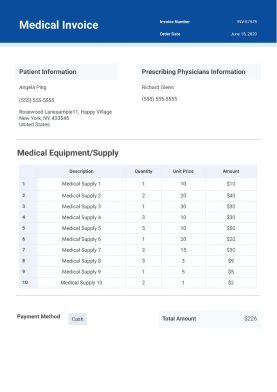 Medical Invoice
Invoice Number INV-67975
Order Date June 15, 2020
Patient Information
Prescribing Physicians Information
Angela Ping
Richard Glenn
(555) 555-5555
(555) 555-5555
Rosewood Lanesample11, Happy Village
New York, NY, 433545
United States
Medical Equipment/Supply
Description Quantity Unit Price Amount
1 Medical Supply 1 1 10 $10
2 Medical Supply 2 2 20 $40
3 Medical Supply 1 1 30 $30
4 Medical Supply 4 3 10 $30
5 Medical Supply 5 5 10 $50
6 Medical Supply 6 1 20 $20
7 Medical Supply 7 2 15 $30
8 Medical Supply 8 3 3 $9
9 Medical Supply 9 1 5 $5
10 Medical Supply 10 2 1 $2
Payment Method Cash
Total Amount $226